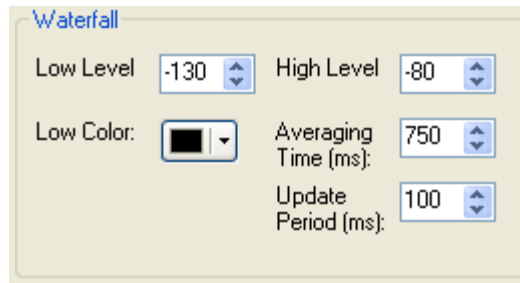 Waterfall
Low Level -130 High Level -80
Low Color: Averaging
Time (ms): 750
Update
Period (ms): 100